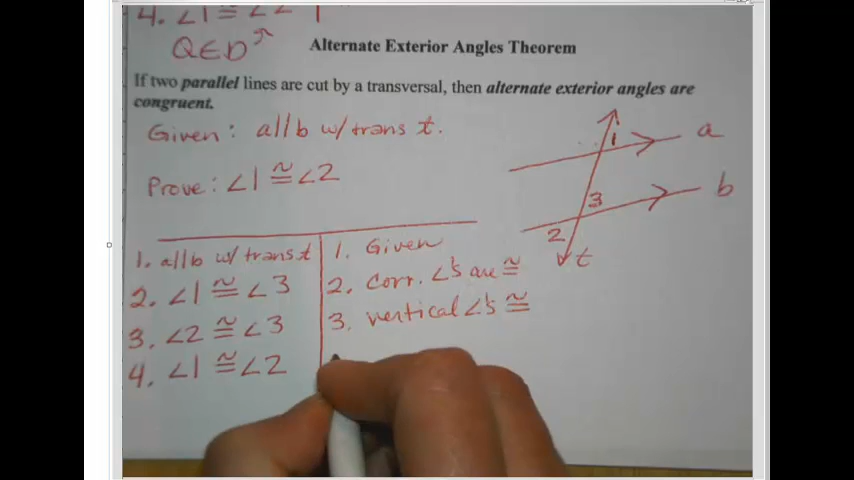 4. ∠1 ≅ ∠2
QED
Alternate Exterior Angles Theorem
If two parallel lines are cut by a transversal, then alternate exterior angles are
congruent.
Given: a||b w/trans t.
Prove: ∠1 ≅ ∠2
1
a
3
b
2
t
1. a||b w/trans t
1. Given
2. ∠1 ≅ ∠3
2. corr. ∠'s are ≅
3. ∠2 ≅ ∠3
3. vertical ∠'s ≅
4. ∠1 ≅ ∠2